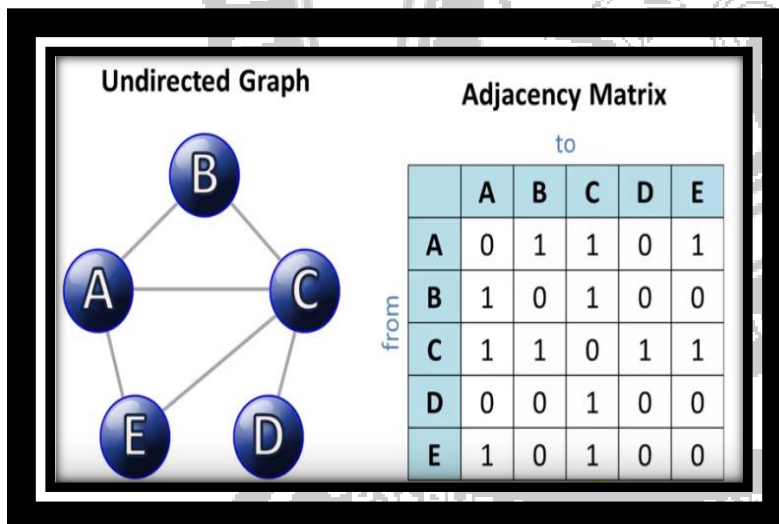 Undirected Graph
B
A
C
E
D
Adjacency Matrix
to
from
A B C D E
A 0 1 1 0 1
B 1 0 1 0 0
C 1 1 0 1 1
D 0 0 1 0 0
E 1 0 1 0 0